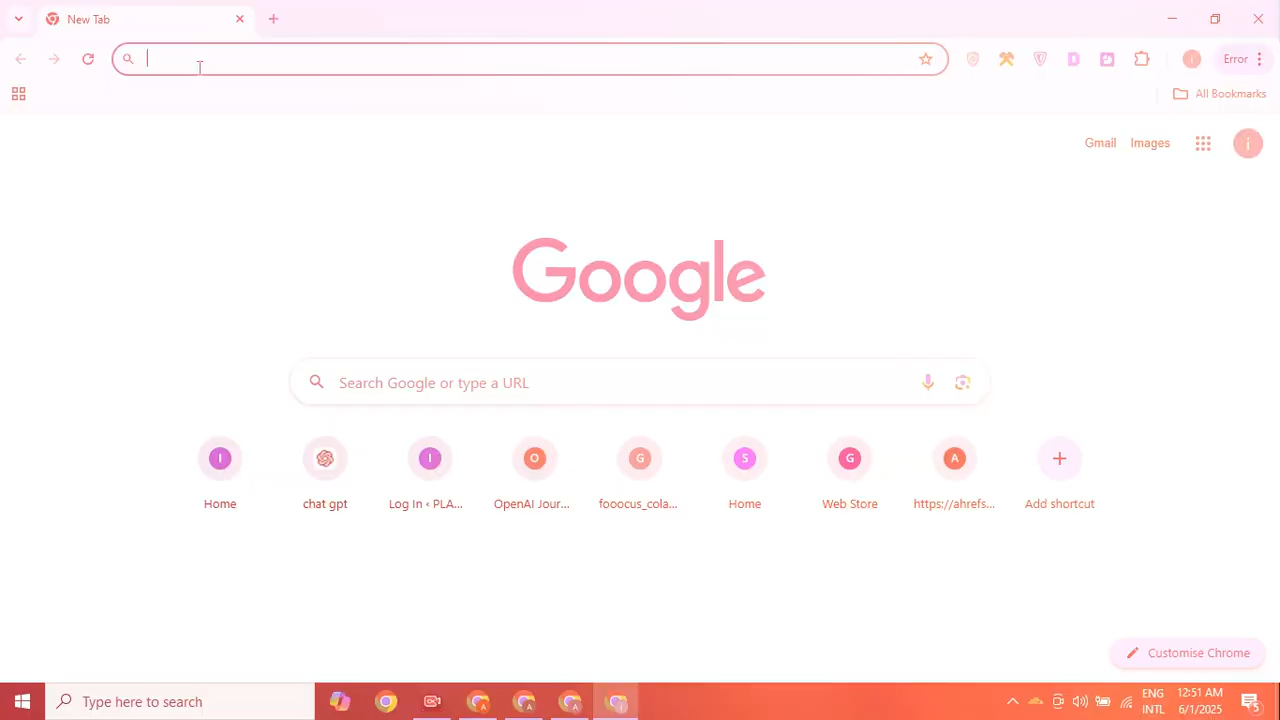 New Tab
Error
All Bookmarks
Gmail
Images
i
Google
Search Google or type a URL
I
I
O
G
S
G
A
Home
chat gpt
Log In ‹ PLA...
OpenAI Jour...
fooocus_cola...
Home
Web Store
https://ahrefs...
Add shortcut
Customise Chrome
Type here to search
ENG
INTL
12:51 AM
6/1/2025
5